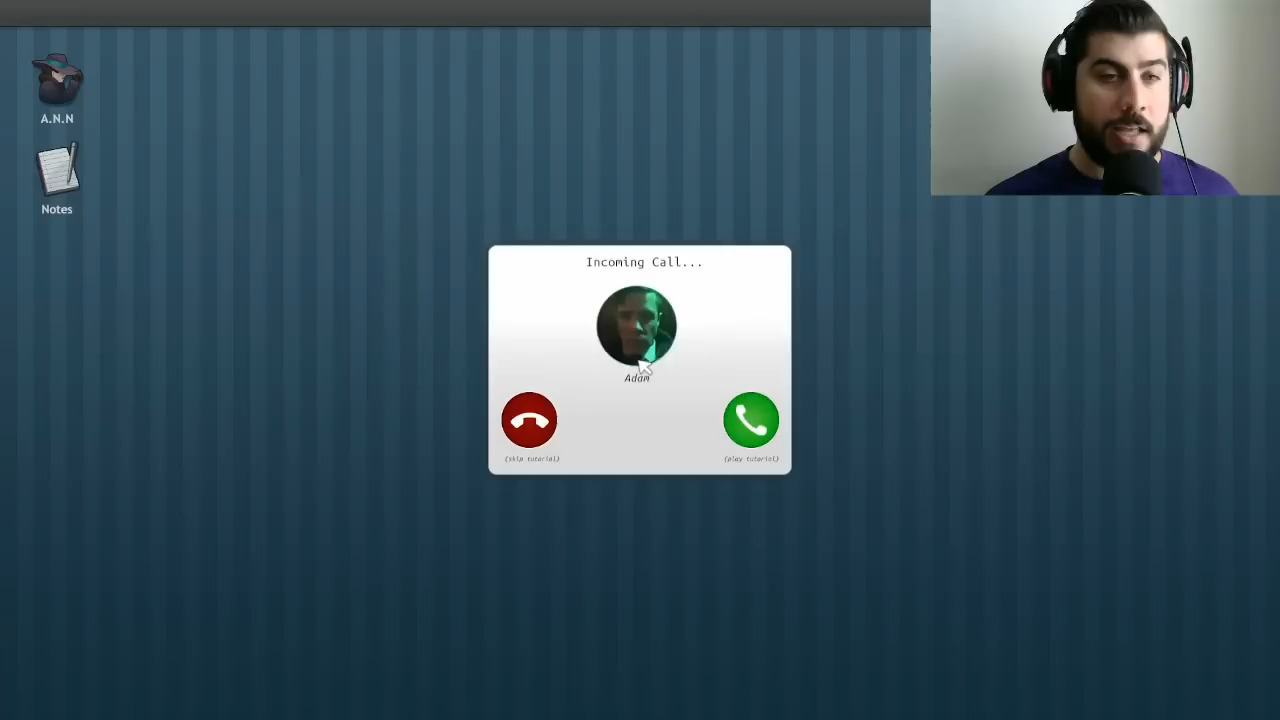 A.N.N
Notes
Incoming Call...
Adam
(skip tutorial)
(play tutorial)